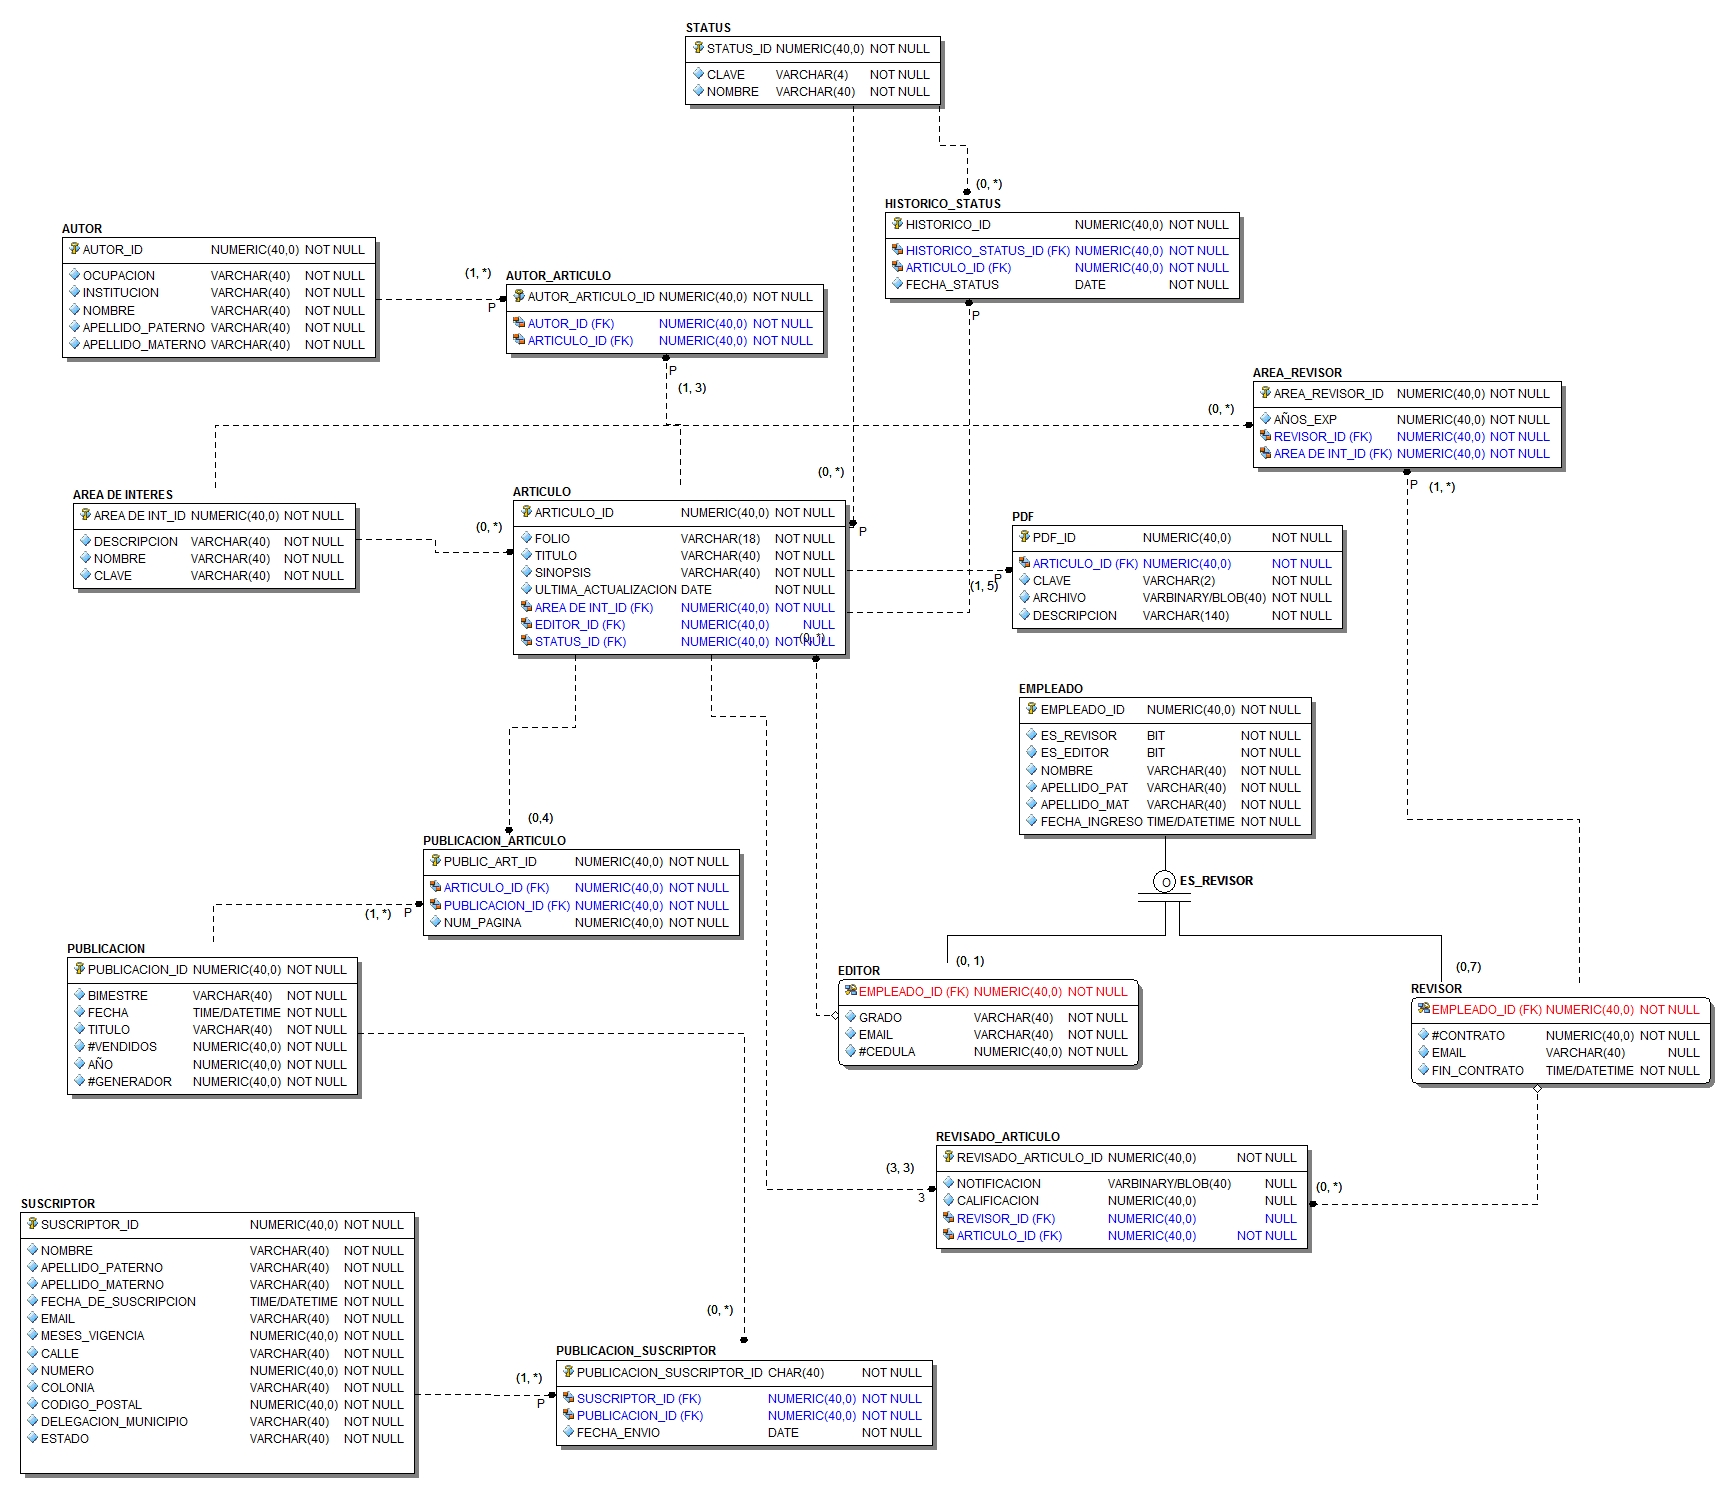 STATUS
STATUS_ID NUMERIC(40,0) NOT NULL
CLAVE VARCHAR(4) NOT NULL
NOMBRE VARCHAR(40) NOT NULL
(0, *)
HISTORICO_STATUS
HISTORICO_ID NUMERIC(40,0) NOT NULL
HISTORICO_STATUS_ID (FK) NUMERIC(40,0) NOT NULL
ARTICULO_ID (FK) NUMERIC(40,0) NOT NULL
FECHA_STATUS DATE NOT NULL
P
AUTOR
AUTOR_ID NUMERIC(40,0) NOT NULL
OCUPACION VARCHAR(40) NOT NULL
INSTITUCION VARCHAR(40) NOT NULL
NOMBRE VARCHAR(40) NOT NULL
APELLIDO_PATERNO VARCHAR(40) NOT NULL
APELLIDO_MATERNO VARCHAR(40) NOT NULL
(1, *)
P
AUTOR_ARTICULO
AUTOR_ARTICULO_ID NUMERIC(40,0) NOT NULL
AUTOR_ID (FK) NUMERIC(40,0) NOT NULL
ARTICULO_ID (FK) NUMERIC(40,0) NOT NULL
P
(1, 3)
AREA_REVISOR
AREA_REVISOR_ID NUMERIC(40,0) NOT NULL
AÑOS_EXP NUMERIC(40,0) NOT NULL
REVISOR_ID (FK) NUMERIC(40,0) NOT NULL
AREA DE INT_ID (FK) NUMERIC(40,0) NOT NULL
(0, *)
P (1, *)
AREA DE INTERES
AREA DE INT_ID NUMERIC(40,0) NOT NULL
DESCRIPCION VARCHAR(40) NOT NULL
NOMBRE VARCHAR(40) NOT NULL
CLAVE VARCHAR(40) NOT NULL
(0, *)
ARTICULO
ARTICULO_ID NUMERIC(40,0) NOT NULL
FOLIO VARCHAR(18) NOT NULL
TITULO VARCHAR(40) NOT NULL
SINOPSIS VARCHAR(40) NOT NULL
ULTIMA_ACTUALIZACION DATE NOT NULL
AREA DE INT_ID (FK) NUMERIC(40,0) NOT NULL
EDITOR_ID (FK) NUMERIC(40,0) NULL
STATUS_ID (FK) NUMERIC(40,0) NOT NULL
(0, *)
(0, *)
P
PDF
PDF_ID NUMERIC(40,0) NOT NULL
ARTICULO_ID (FK) NUMERIC(40,0) NOT NULL
CLAVE VARCHAR(2) NOT NULL
ARCHIVO VARBINARY/BLOB(40) NOT NULL
DESCRIPCION VARCHAR(140) NOT NULL
P
(1, 5)
EMPLEADO
EMPLEADO_ID NUMERIC(40,0) NOT NULL
ES_REVISOR BIT NOT NULL
ES_EDITOR BIT NOT NULL
NOMBRE VARCHAR(40) NOT NULL
APELLIDO_PAT VARCHAR(40) NOT NULL
APELLIDO_MAT VARCHAR(40) NOT NULL
FECHA_INGRESO TIME/DATETIME NOT NULL
O ES_REVISOR
(0,4)
PUBLICACION_ARTICULO
PUBLIC_ART_ID NUMERIC(40,0) NOT NULL
ARTICULO_ID (FK) NUMERIC(40,0) NOT NULL
PUBLICACION_ID (FK) NUMERIC(40,0) NOT NULL
NUM_PAGINA NUMERIC(40,0) NOT NULL
(1, *) P
PUBLICACION
PUBLICACION_ID NUMERIC(40,0) NOT NULL
BIMESTRE VARCHAR(40) NOT NULL
FECHA TIME/DATETIME NOT NULL
TITULO VARCHAR(40) NOT NULL
#VENDIDOS NUMERIC(40,0) NOT NULL
AÑO NUMERIC(40,0) NOT NULL
#GENERADOR NUMERIC(40,0) NOT NULL
(0, 1)
EDITOR
EMPLEADO_ID (FK) NUMERIC(40,0) NOT NULL
GRADO VARCHAR(40) NOT NULL
EMAIL VARCHAR(40) NOT NULL
#CEDULA NUMERIC(40,0) NOT NULL
(0,7)
REVISOR
EMPLEADO_ID (FK) NUMERIC(40,0) NOT NULL
#CONTRATO NUMERIC(40,0) NOT NULL
EMAIL VARCHAR(40) NULL
FIN_CONTRATO TIME/DATETIME NOT NULL
REVISADO_ARTICULO
REVISADO_ARTICULO_ID NUMERIC(40,0) NOT NULL
NOTIFICACION VARBINARY/BLOB(40) NULL
CALIFICACION NUMERIC(40,0) NULL
REVISOR_ID (FK) NUMERIC(40,0) NULL
ARTICULO_ID (FK) NUMERIC(40,0) NOT NULL
(3, 3)
3
(0, *)
SUSCRIPTOR
SUSCRIPTOR_ID NUMERIC(40,0) NOT NULL
NOMBRE VARCHAR(40) NOT NULL
APELLIDO_PATERNO VARCHAR(40) NOT NULL
APELLIDO_MATERNO VARCHAR(40) NOT NULL
FECHA_DE_SUSCRIPCION TIME/DATETIME NOT NULL
EMAIL VARCHAR(40) NOT NULL
MESES_VIGENCIA NUMERIC(40,0) NOT NULL
CALLE VARCHAR(40) NOT NULL
NUMERO NUMERIC(40,0) NOT NULL
COLONIA VARCHAR(40) NOT NULL
CODIGO_POSTAL NUMERIC(40,0) NOT NULL
DELEGACION_MUNICIPIO VARCHAR(40) NOT NULL
ESTADO VARCHAR(40) NOT NULL
(0, *)
(1, *)
P
PUBLICACION_SUSCRIPTOR
PUBLICACION_SUSCRIPTOR_ID CHAR(40) NOT NULL
SUSCRIPTOR_ID (FK) NUMERIC(40,0) NOT NULL
PUBLICACION_ID (FK) NUMERIC(40,0) NOT NULL
FECHA_ENVIO DATE NOT NULL